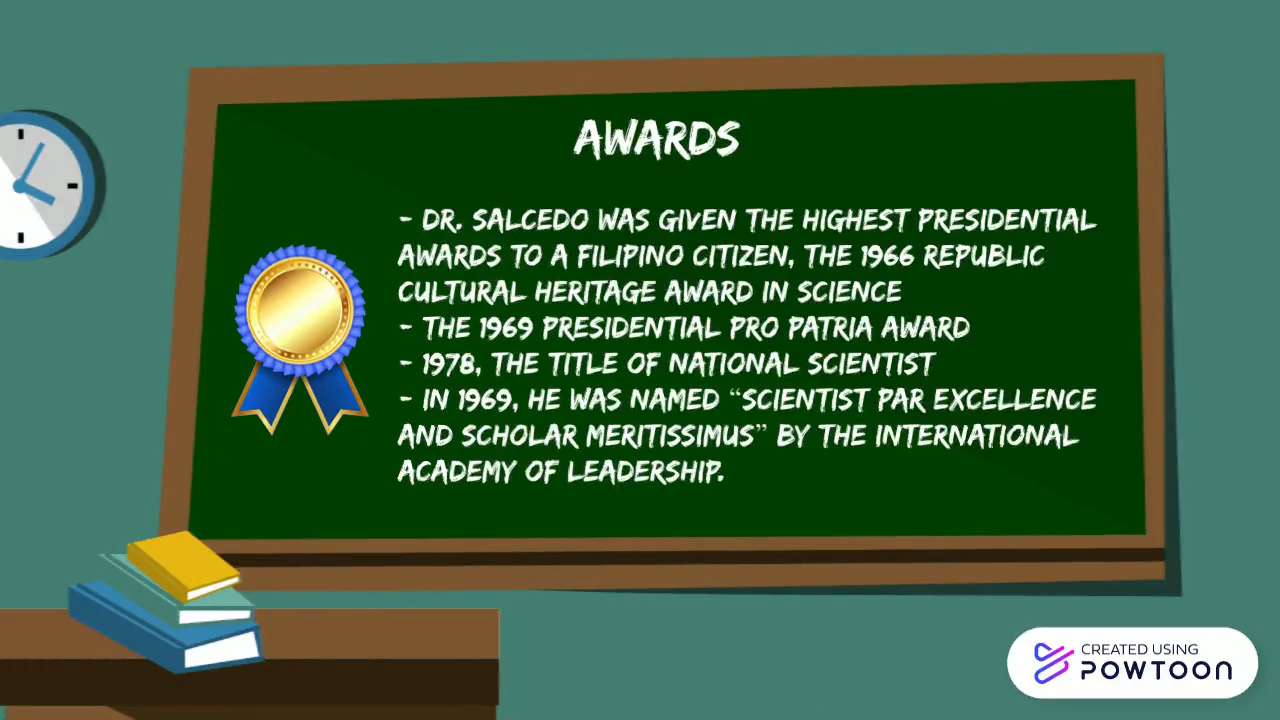 AWARDS
- DR. SALCEDO WAS GIVEN THE HIGHEST PRESIDENTIAL
AWARDS TO A FILIPINO CITIZEN, THE 1966 REPUBLIC
CULTURAL HERITAGE AWARD IN SCIENCE
- THE 1969 PRESIDENTIAL PRO PATRIA AWARD
- 1978, THE TITLE OF NATIONAL SCIENTIST
- IN 1969, HE WAS NAMED “SCIENTIST PAR EXCELLENCE
AND SCHOLAR MERITISSIMUS” BY THE INTERNATIONAL
ACADEMY OF LEADERSHIP.
CREATED USING
POWTOON